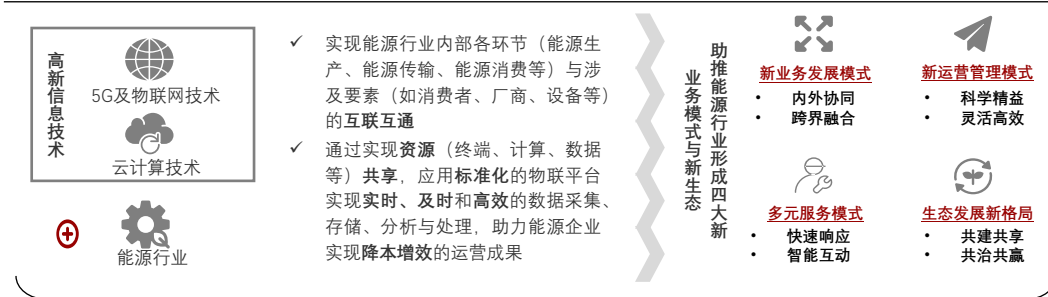 高新信息技术
5G及物联网技术
云计算技术
能源行业
✓ 实现能源行业内部各环节（能源生
产、能源传输、能源消费等）与涉
及要素（如消费者、厂商、设备等）
的互联互通
✓ 通过实现资源（终端、计算、数据
等）共享，应用标准化的物联平台
实现实时、及时和高效的数据采集、
存储、分析与处理，助力能源企业
实现降本增效的运营成果
助推能源行业形成四大新
业务模式与新生态
新业务发展模式
• 内外协同
• 跨界融合
新运营管理模式
• 科学精益
• 灵活高效
多元服务模式
• 快速响应
• 智能互动
生态发展新格局
• 共建共享
• 共治共赢